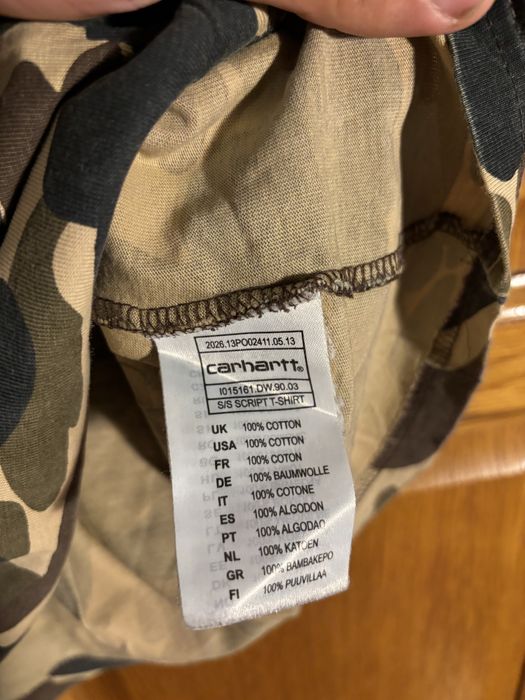 2026.13PO02411.05.13
carhartt®
I015161.DW.90.03
S/S SCRIPT T-SHIRT
UK 100% COTTON
USA 100% COTTON
FR 100% COTON
DE 100% BAUMWOLLE
IT 100% COTONE
ES 100% ALGODON
PT 100% ALGODAO
NL 100% KATOEN
GR 100% BAMBAKEPO
FI 100% PUUVILLAA